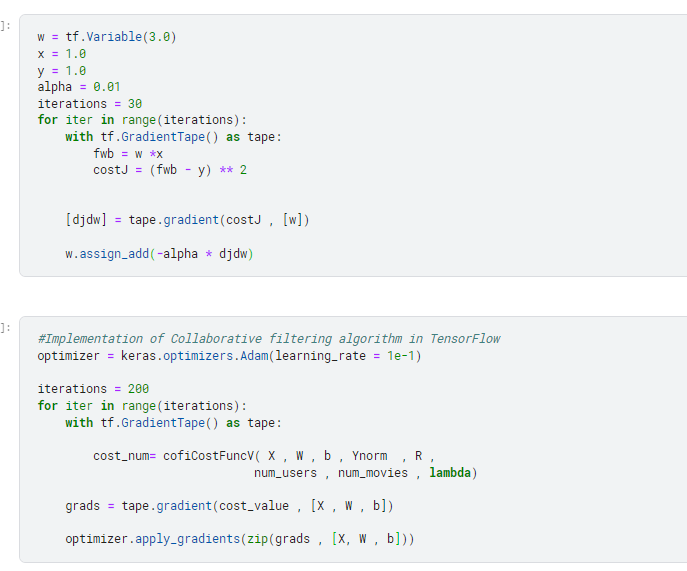 ]:
w = tf.Variable(3.0)
x = 1.0
y = 1.0
alpha = 0.01
iterations = 30
for iter in range(iterations):
with tf.GradientTape() as tape:
fwb = w *x
costJ = (fwb - y) ** 2
[djdw] = tape.gradient(costJ , [w])
w.assign_add(-alpha * djdw)
]:
#Implementation of Collaborative filtering algorithm in TensorFlow
optimizer = keras.optimizers.Adam(learning_rate = 1e-1)
iterations = 200
for iter in range(iterations):
with tf.GradientTape() as tape:
cost_num= cofiCostFuncV( X , W , b , Ynorm , R ,
num_users , num_movies , lambda)
grads = tape.gradient(cost_value , [X , W , b])
optimizer.apply_gradients(zip(grads , [X, W , b]))